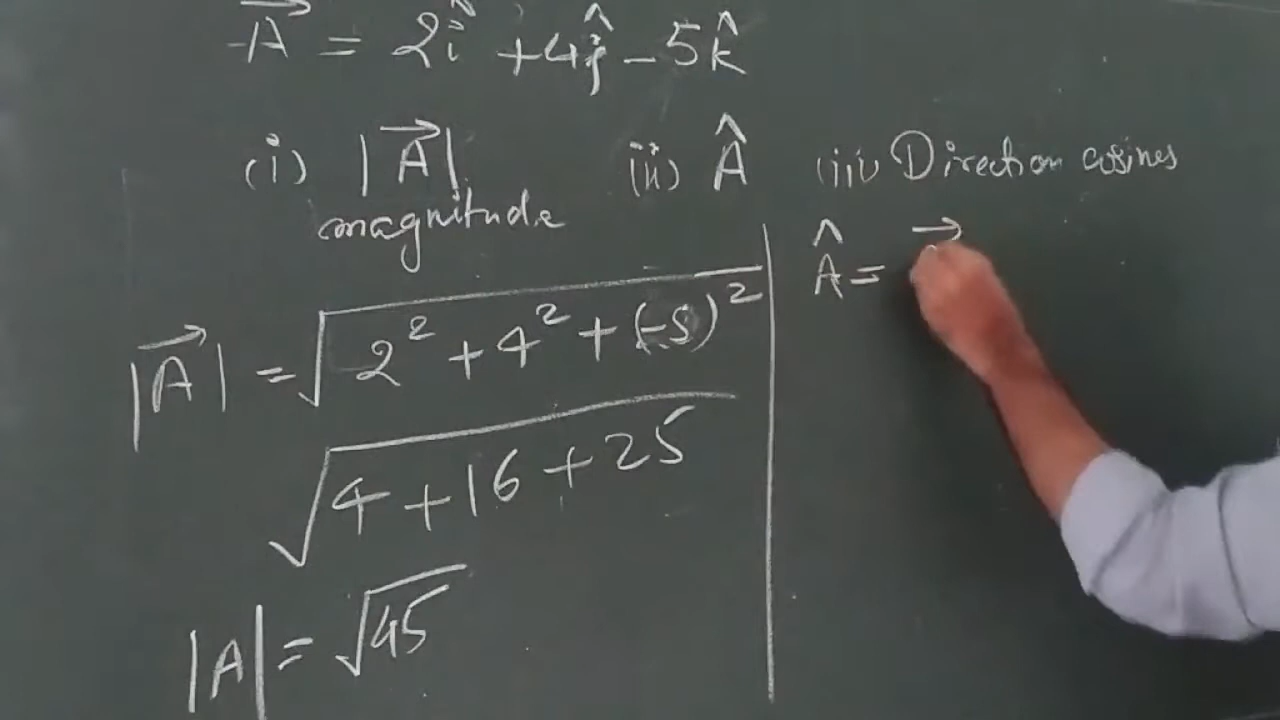 A⃗ = 2î + 4ĵ - 5k̂
(i) |A⃗| (ii) Â (iii) Direction cosines
magnitude
|A⃗| = √2² + 4² + (-5)²
√4 + 16 + 25
|A| = √45
Â =